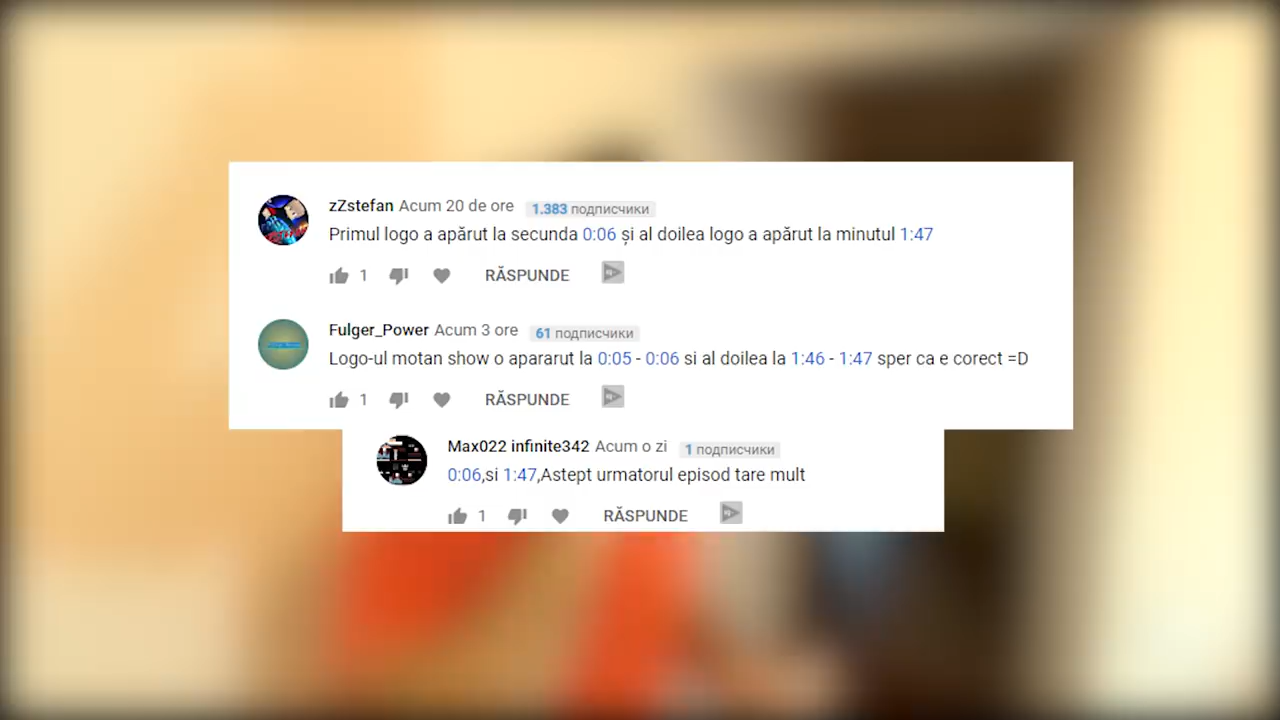 zZstefan Acum 20 de ore 1.383 подписчики
Primul logo a apărut la secunda 0:06 și al doilea logo a apărut la minutul 1:47
1 RĂSPUNDE
Fulger_Power Acum 3 ore 61 подписчики
Logo-ul motan show o apararut la 0:05 - 0:06 si al doilea la 1:46 - 1:47 sper ca e corect =D
1 RĂSPUNDE
Max022 infinite342 Acum o zi 1 подписчики
0:06,si 1:47,Astept urmatorul episod tare mult
1 RĂSPUNDE